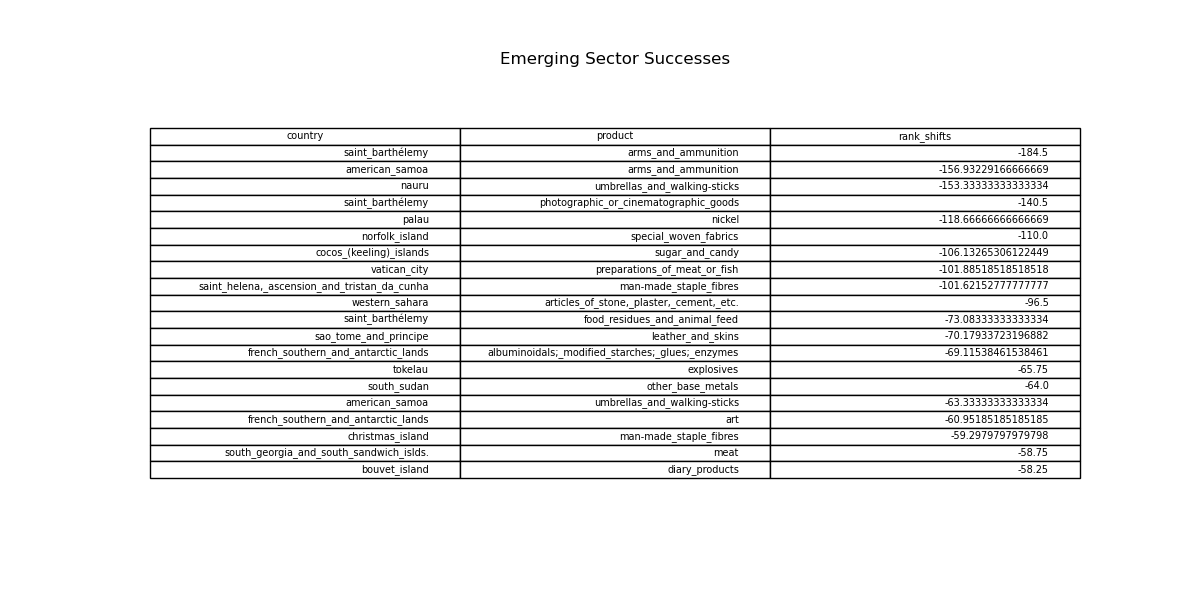 Emerging Sector Successes
country product rank_shifts
saint_barthélemy arms_and_ammunition -184.5
american_samoa arms_and_ammunition -156.93229166666669
nauru umbrellas_and_walking-sticks -153.33333333333334
saint_barthélemy photographic_or_cinematographic_goods -140.5
palau nickel -118.66666666666669
norfolk_island special_woven_fabrics -110.0
cocos_(keeling)_islands sugar_and_candy -106.13265306122449
vatican_city preparations_of_meat_or_fish -101.88518518518518
saint_helena,_ascension_and_tristan_da_cunha man-made_staple_fibres -101.62152777777777
western_sahara articles_of_stone,_plaster,_cement,_etc. -96.5
saint_barthélemy food_residues_and_animal_feed -73.08333333333334
sao_tome_and_principe leather_and_skins -70.17933723196882
french_southern_and_antarctic_lands albuminoidals;_modified_starches;_glues;_enzymes -69.11538461538461
tokelau explosives -65.75
south_sudan other_base_metals -64.0
american_samoa umbrellas_and_walking-sticks -63.33333333333334
french_southern_and_antarctic_lands art -60.95185185185185
christmas_island man-made_staple_fibres -59.2979797979798
south_georgia_and_south_sandwich_islds. meat -58.75
bouvet_island diary_products -58.25